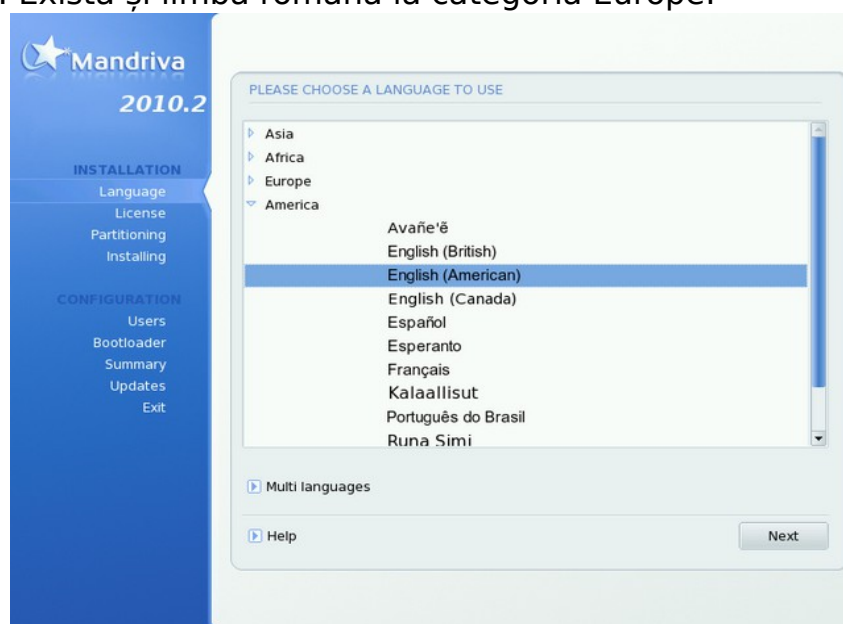 Există și limba română la categoria Europe.
Mandriva
2010.2
INSTALLATION
Language
License
Partitioning
Installing
CONFIGURATION
Users
Bootloader
Summary
Updates
Exit
PLEASE CHOOSE A LANGUAGE TO USE
Asia
Africa
Europe
America
Avañe'ẽ
English (British)
English (American)
English (Canada)
Español
Esperanto
Français
Kalaallisut
Português do Brasil
Runa Simi
Multi languages
Help
Next